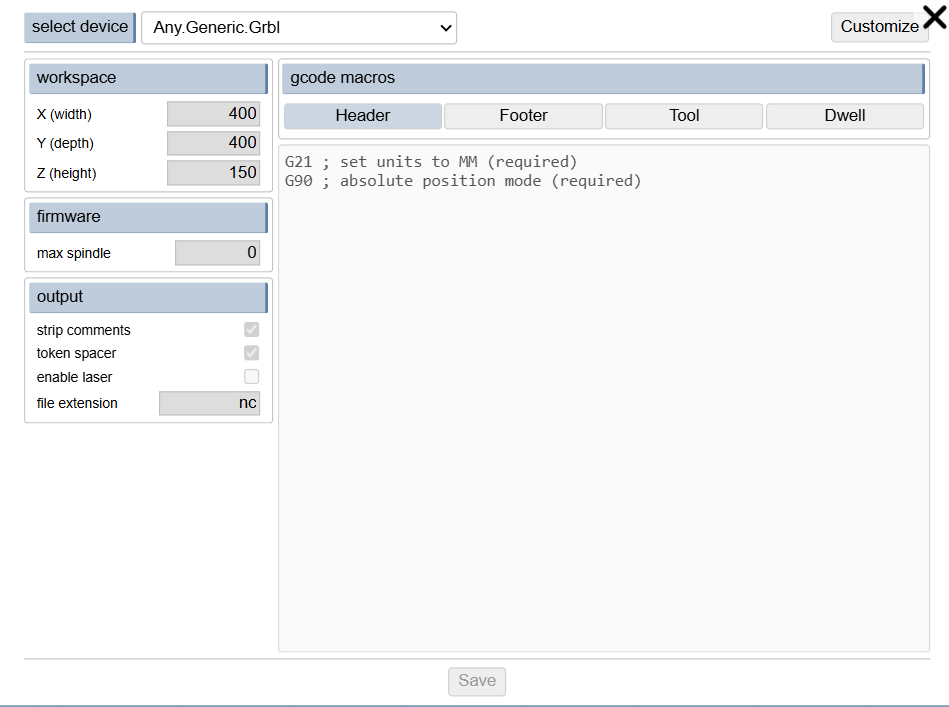 select device Any.Generic.Grbl Customize
workspace
X (width) 400
Y (depth) 400
Z (height) 150
firmware
max spindle 0
output
strip comments
token spacer
enable laser
file extension nc
gcode macros
Header Footer Tool Dwell
G21 ; set units to MM (required)
G90 ; absolute position mode (required)
Save